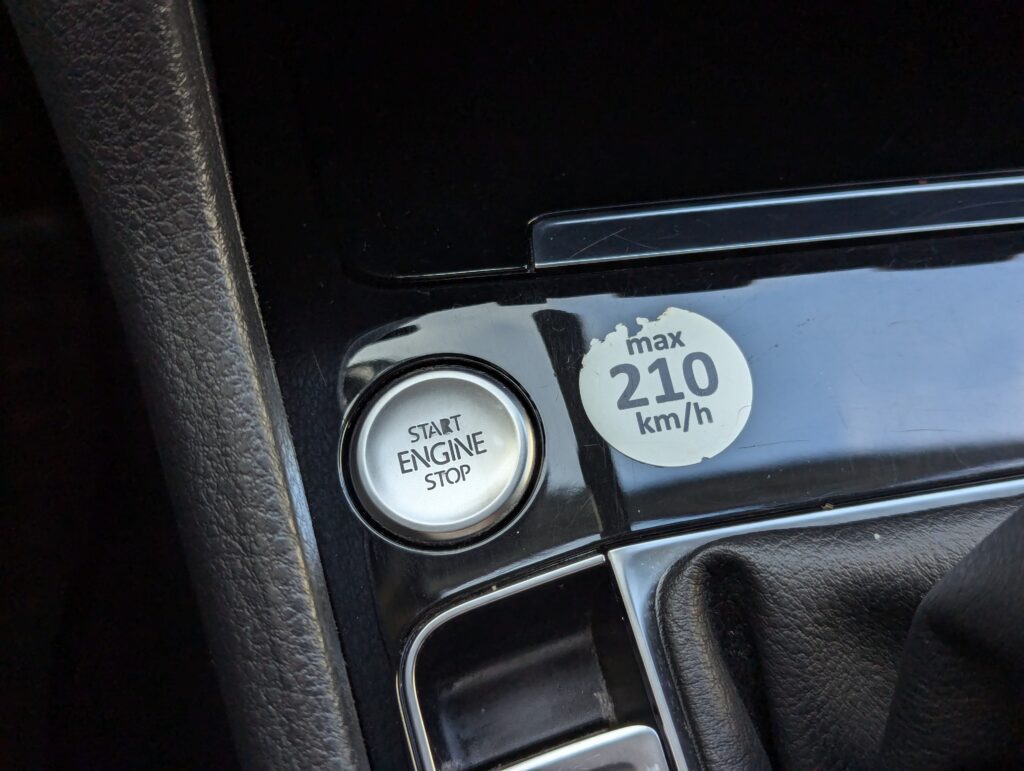 START
ENGINE
STOP
max
210
km/h